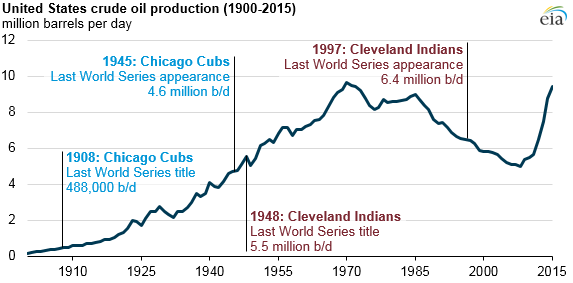 United States crude oil production (1900-2015)
million barrels per day
eia
12
10
8
6
4
2
0
1945: Chicago Cubs
Last World Series appearance
4.6 million b/d
1997: Cleveland Indians
Last World Series appearance
6.4 million b/d
1908: Chicago Cubs
Last World Series title
488,000 b/d
1948: Cleveland Indians
Last World Series title
5.5 million b/d
1910 1925 1940 1955 1970 1985 2000 2015